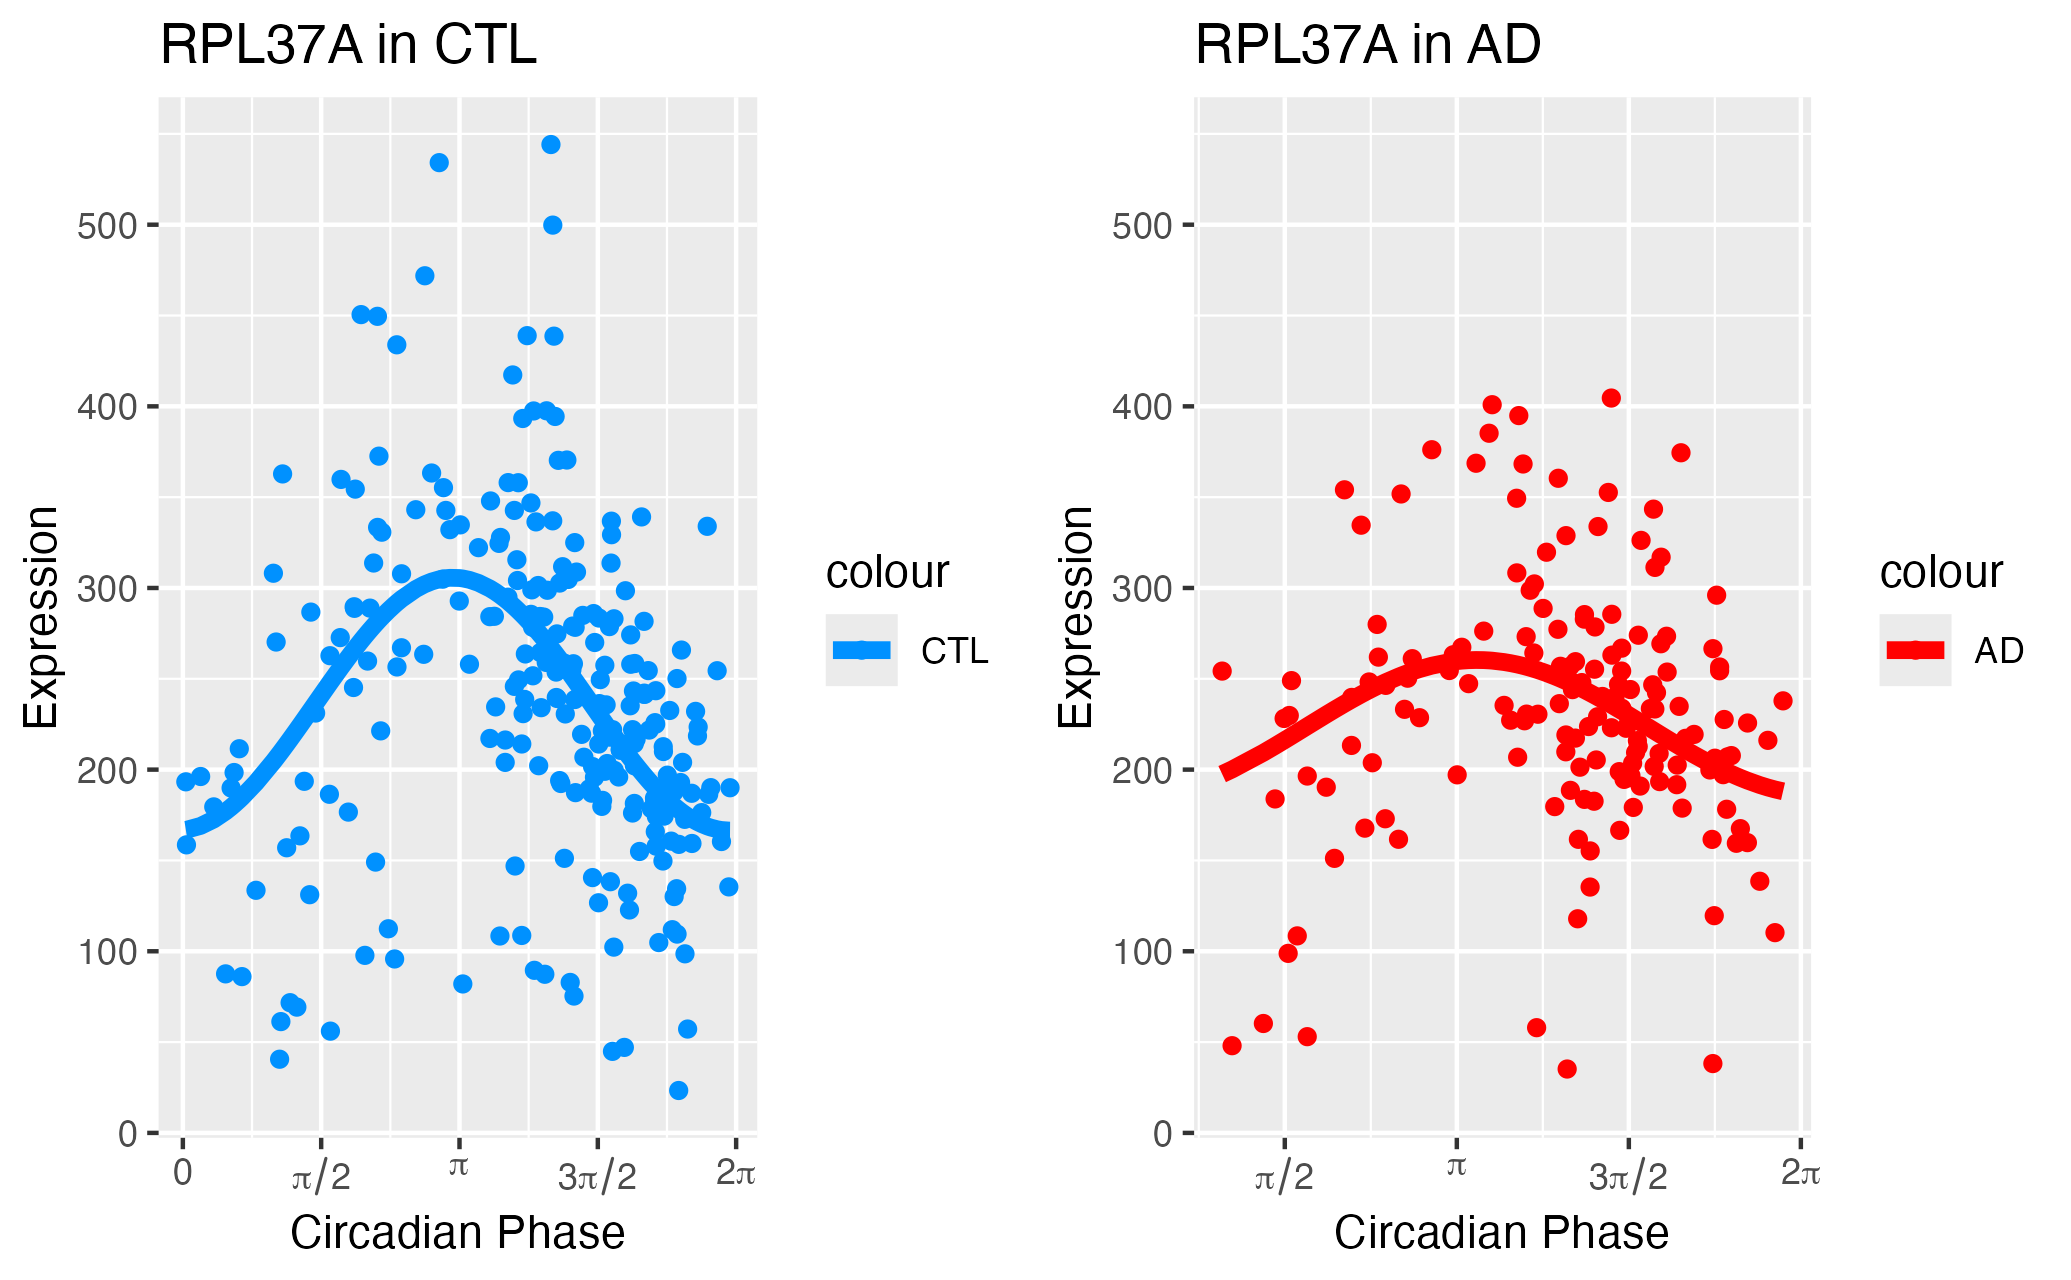 RPL37A in CTL
Expression
500
400
300
200
100
0
0
π/2
π
3π/2
2π
Circadian Phase
colour
CTL
RPL37A in AD
Expression
500
400
300
200
100
0
π/2
π
3π/2
2π
Circadian Phase
colour
AD